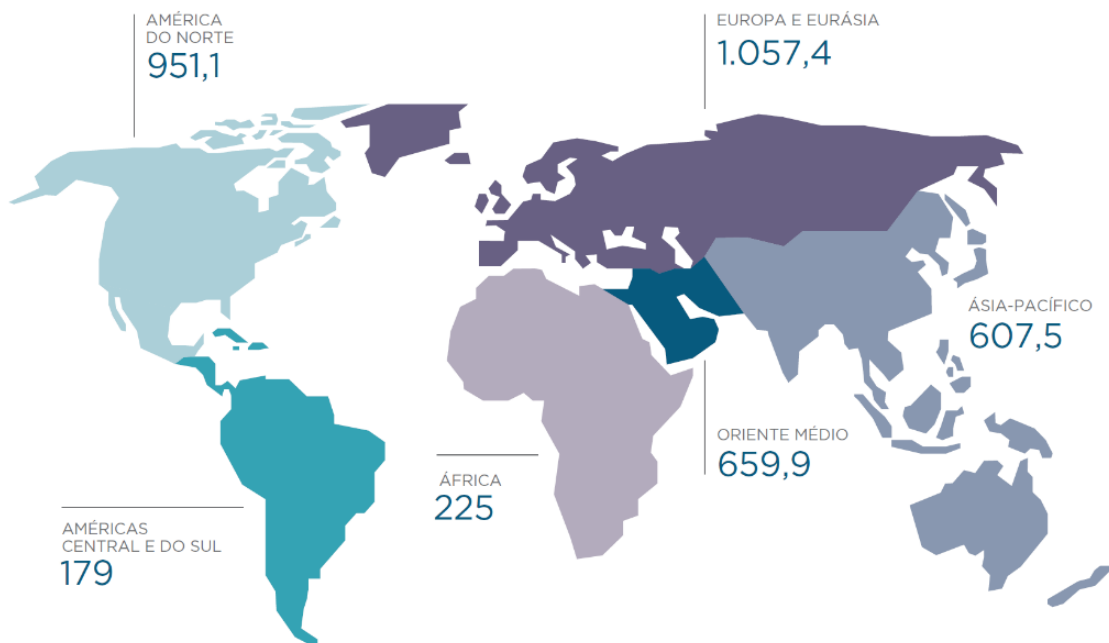 AMÉRICA
DO NORTE
951,1
EUROPA E EURÁSIA
1.057,4
ÁSIA-PACÍFICO
607,5
ORIENTE MÉDIO
659,9
ÁFRICA
225
AMÉRICAS
CENTRAL E DO SUL
179